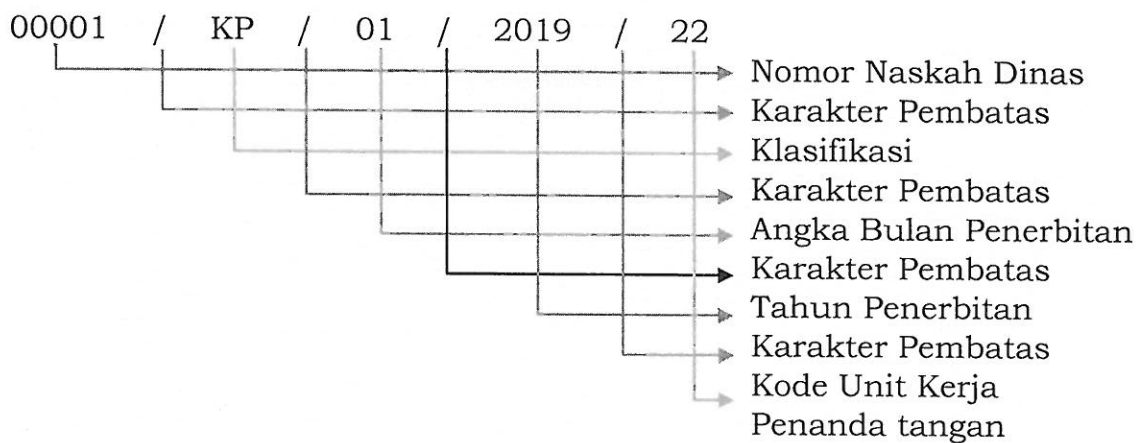 00001 / KP / 01 / 2019 / 22
Nomor Naskah Dinas
Karakter Pembatas
Klasifikasi
Karakter Pembatas
Angka Bulan Penerbitan
Karakter Pembatas
Tahun Penerbitan
Karakter Pembatas
Kode Unit Kerja
Penanda tangan